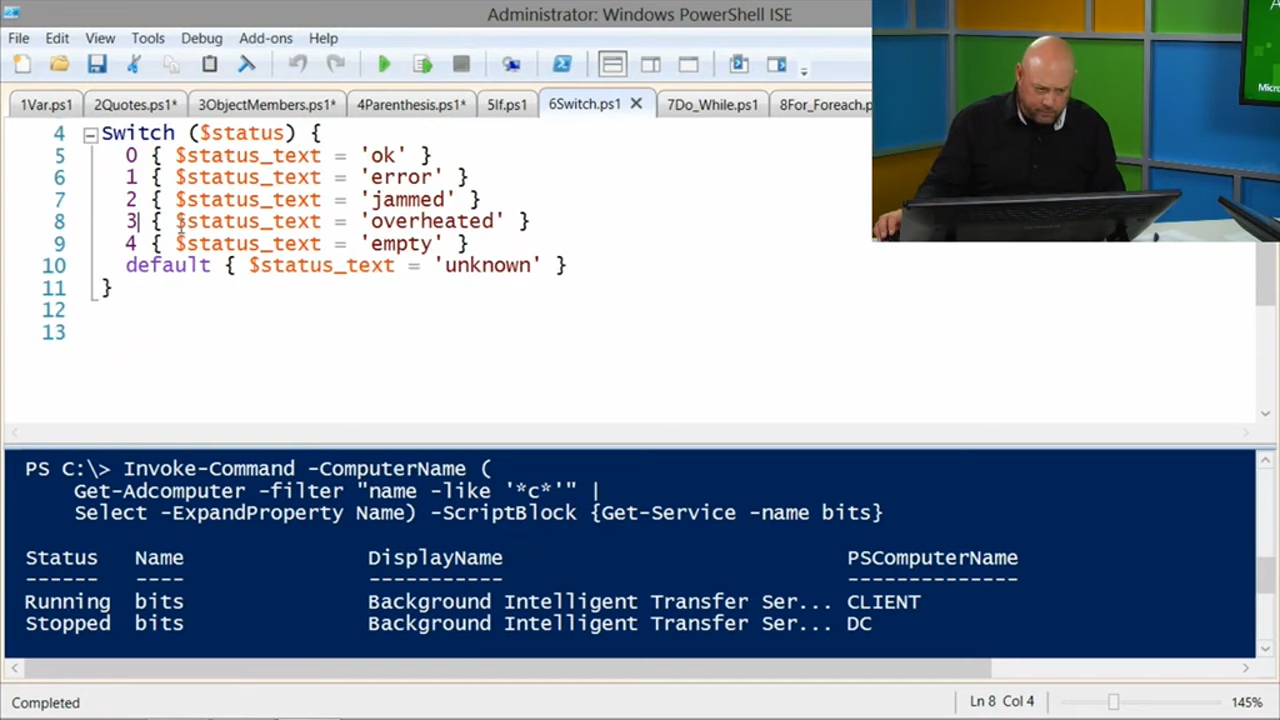 Administrator: Windows PowerShell ISE
File Edit View Tools Debug Add-ons Help
1Var.ps1 2Quotes.ps1* 3ObjectMembers.ps1* 4Parenthesis.ps1* 5If.ps1 6Switch.ps1 7Do_While.ps1 8For_Foreach.p
4 Switch ($status) {
5 0 { $status_text = 'ok' }
6 1 { $status_text = 'error' }
7 2 { $status_text = 'jammed' }
8 3 { $status_text = 'overheated' }
9 4 { $status_text = 'empty' }
10 default { $status_text = 'unknown' }
11 }
12
13
PS C:\> Invoke-Command -ComputerName (
Get-Adcomputer -filter "name -like '*c*'" |
Select -ExpandProperty Name) -ScriptBlock {Get-Service -name bits}
Status Name DisplayName PSComputerName
------ ---- ----------- --------------
Running bits Background Intelligent Transfer Ser... CLIENT
Stopped bits Background Intelligent Transfer Ser... DC
Completed Ln 8 Col 4 145%